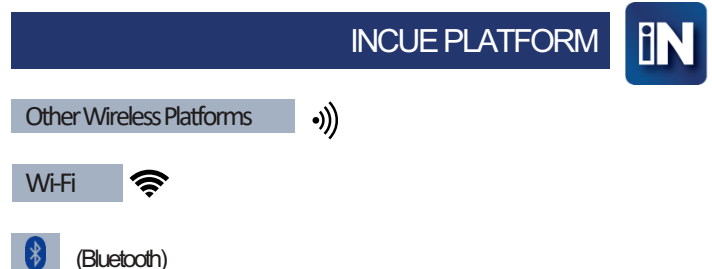 INCUE PLATFORM
iN
Other Wireless Platforms
Wi-Fi
(Bluetooth)